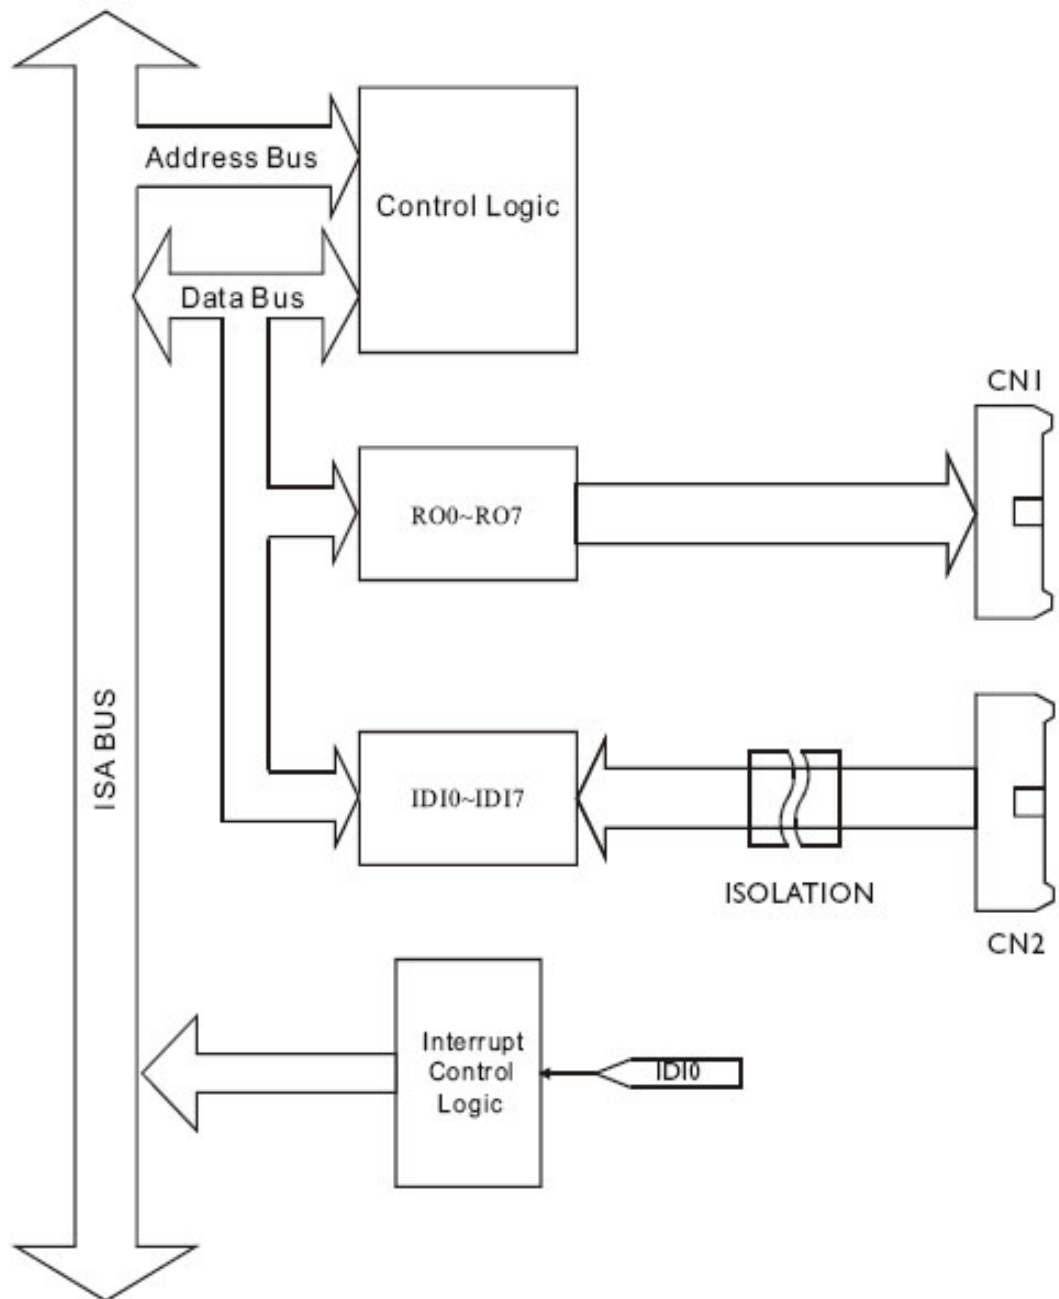 Address Bus
Control Logic
Data Bus
CN1
RO0~RO7
ISA BUS
IDI0~IDI7
ISOLATION
CN2
Interrupt
Control
Logic
IDI0